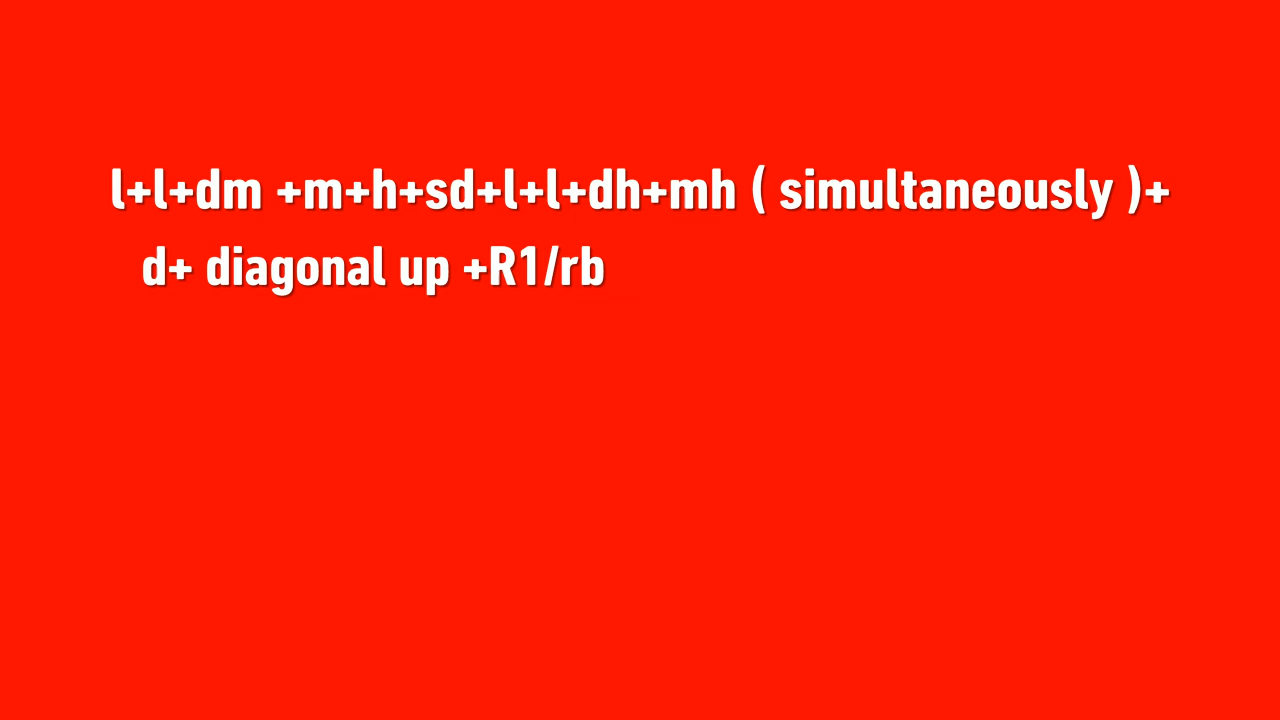 l+l+dm +m+h+sd+l+l+dh+mh ( simultaneously )+
d+ diagonal up +R1/rb